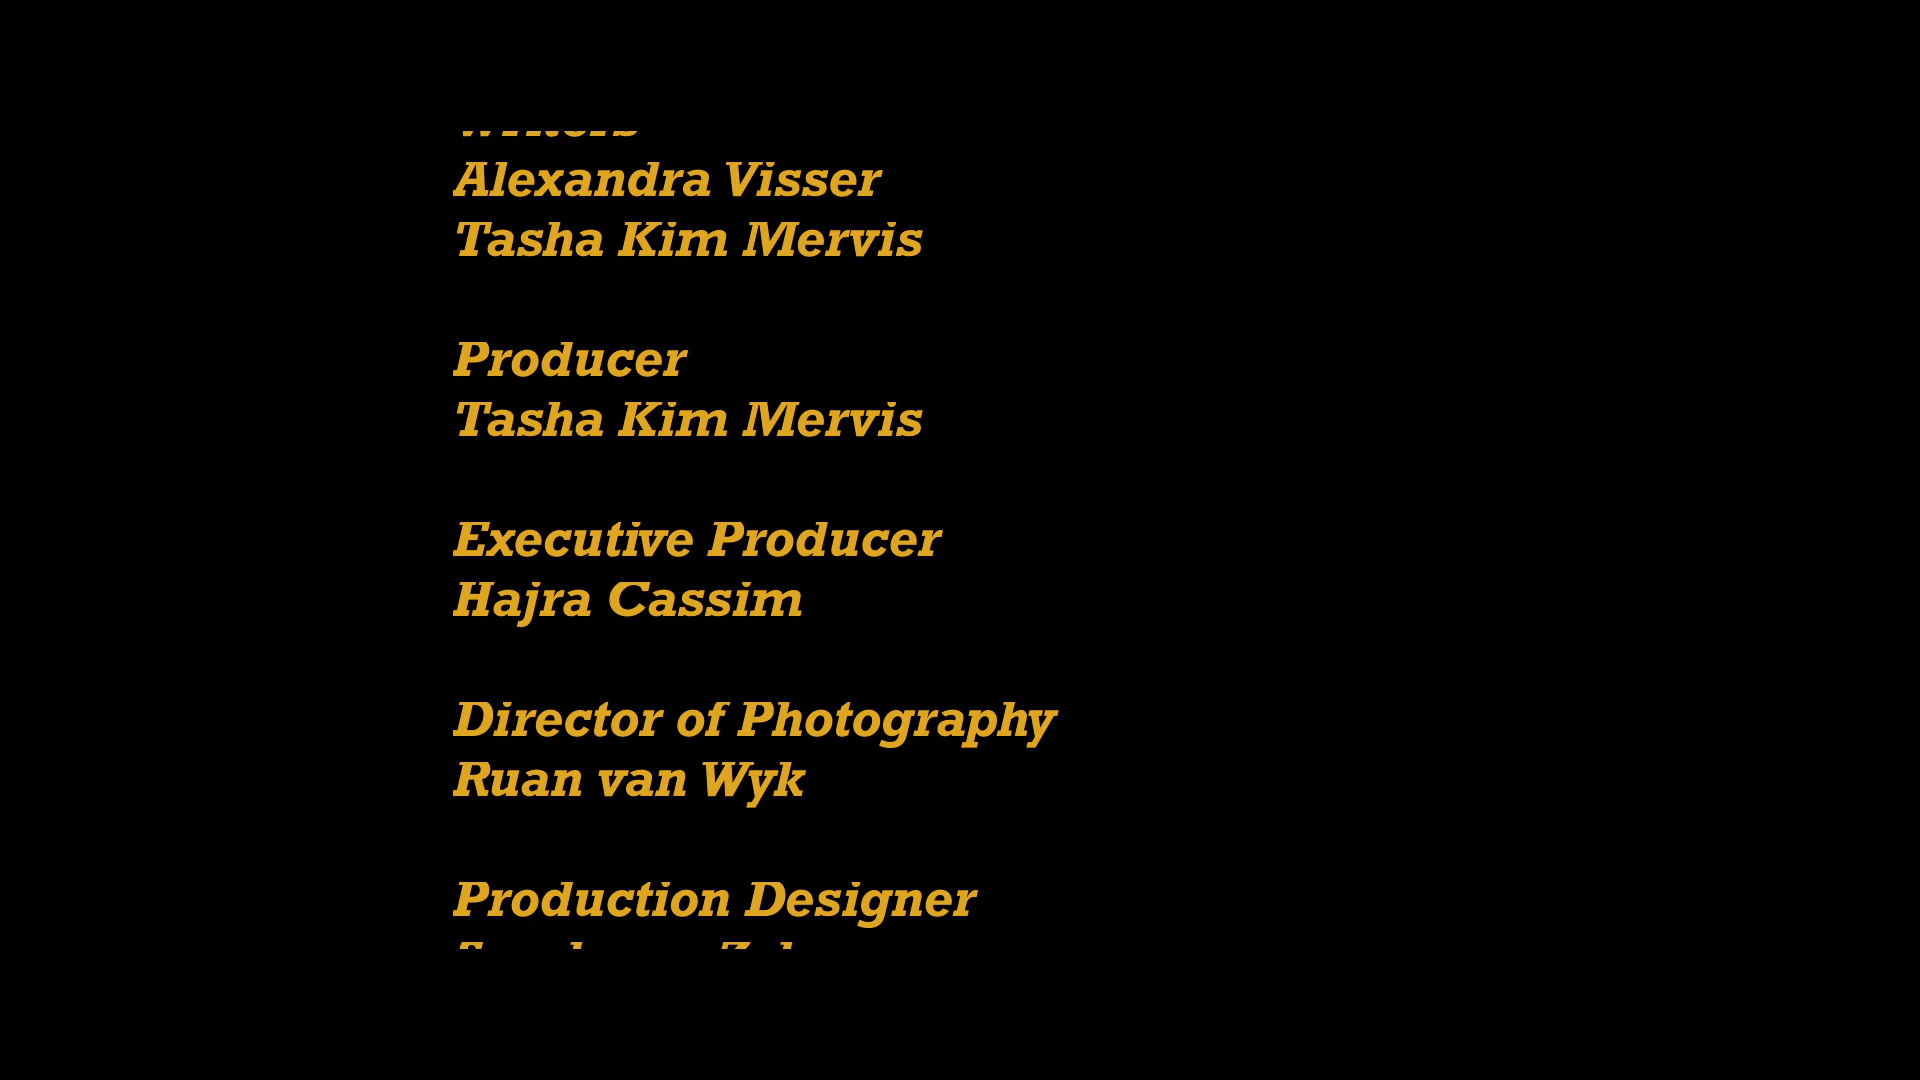 Writers
Alexandra Visser
Tasha Kim Mervis
Producer
Tasha Kim Mervis
Executive Producer
Hajra Cassim
Director of Photography
Ruan van Wyk
Production Designer